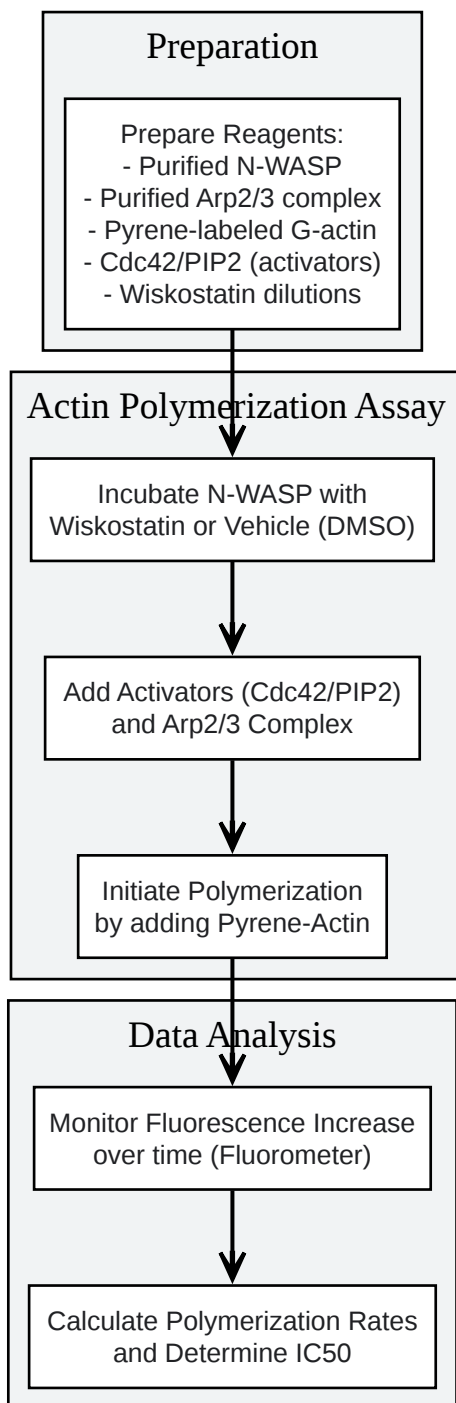 Preparation
Prepare Reagents:
- Purified N-WASP
- Purified Arp2/3 complex
- Pyrene-labeled G-actin
- Cdc42/PIP2 (activators)
- Wiskostatin dilutions
Actin Polymerization Assay
Incubate N-WASP with
Wiskostatin or Vehicle (DMSO)
Add Activators (Cdc42/PIP2)
and Arp2/3 Complex
Initiate Polymerization
by adding Pyrene-Actin
Data Analysis
Monitor Fluorescence Increase
over time (Fluorometer)
Calculate Polymerization Rates
and Determine IC50